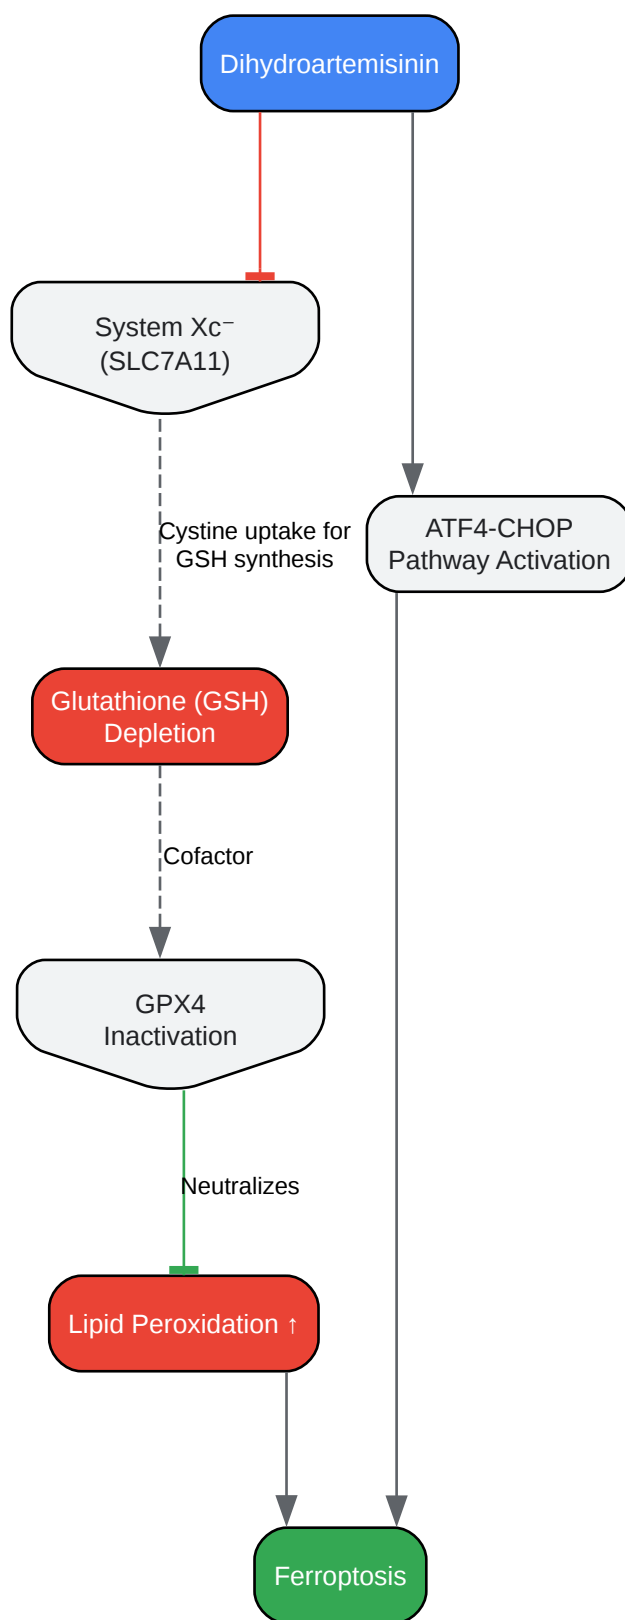 Dihydroartemisinin
System Xc⁻
(SLC7A11)
Cystine uptake for
GSH synthesis
ATF4-CHOP
Pathway Activation
Glutathione (GSH)
Depletion
Cofactor
GPX4
Inactivation
Neutralizes
Lipid Peroxidation ↑
Ferroptosis